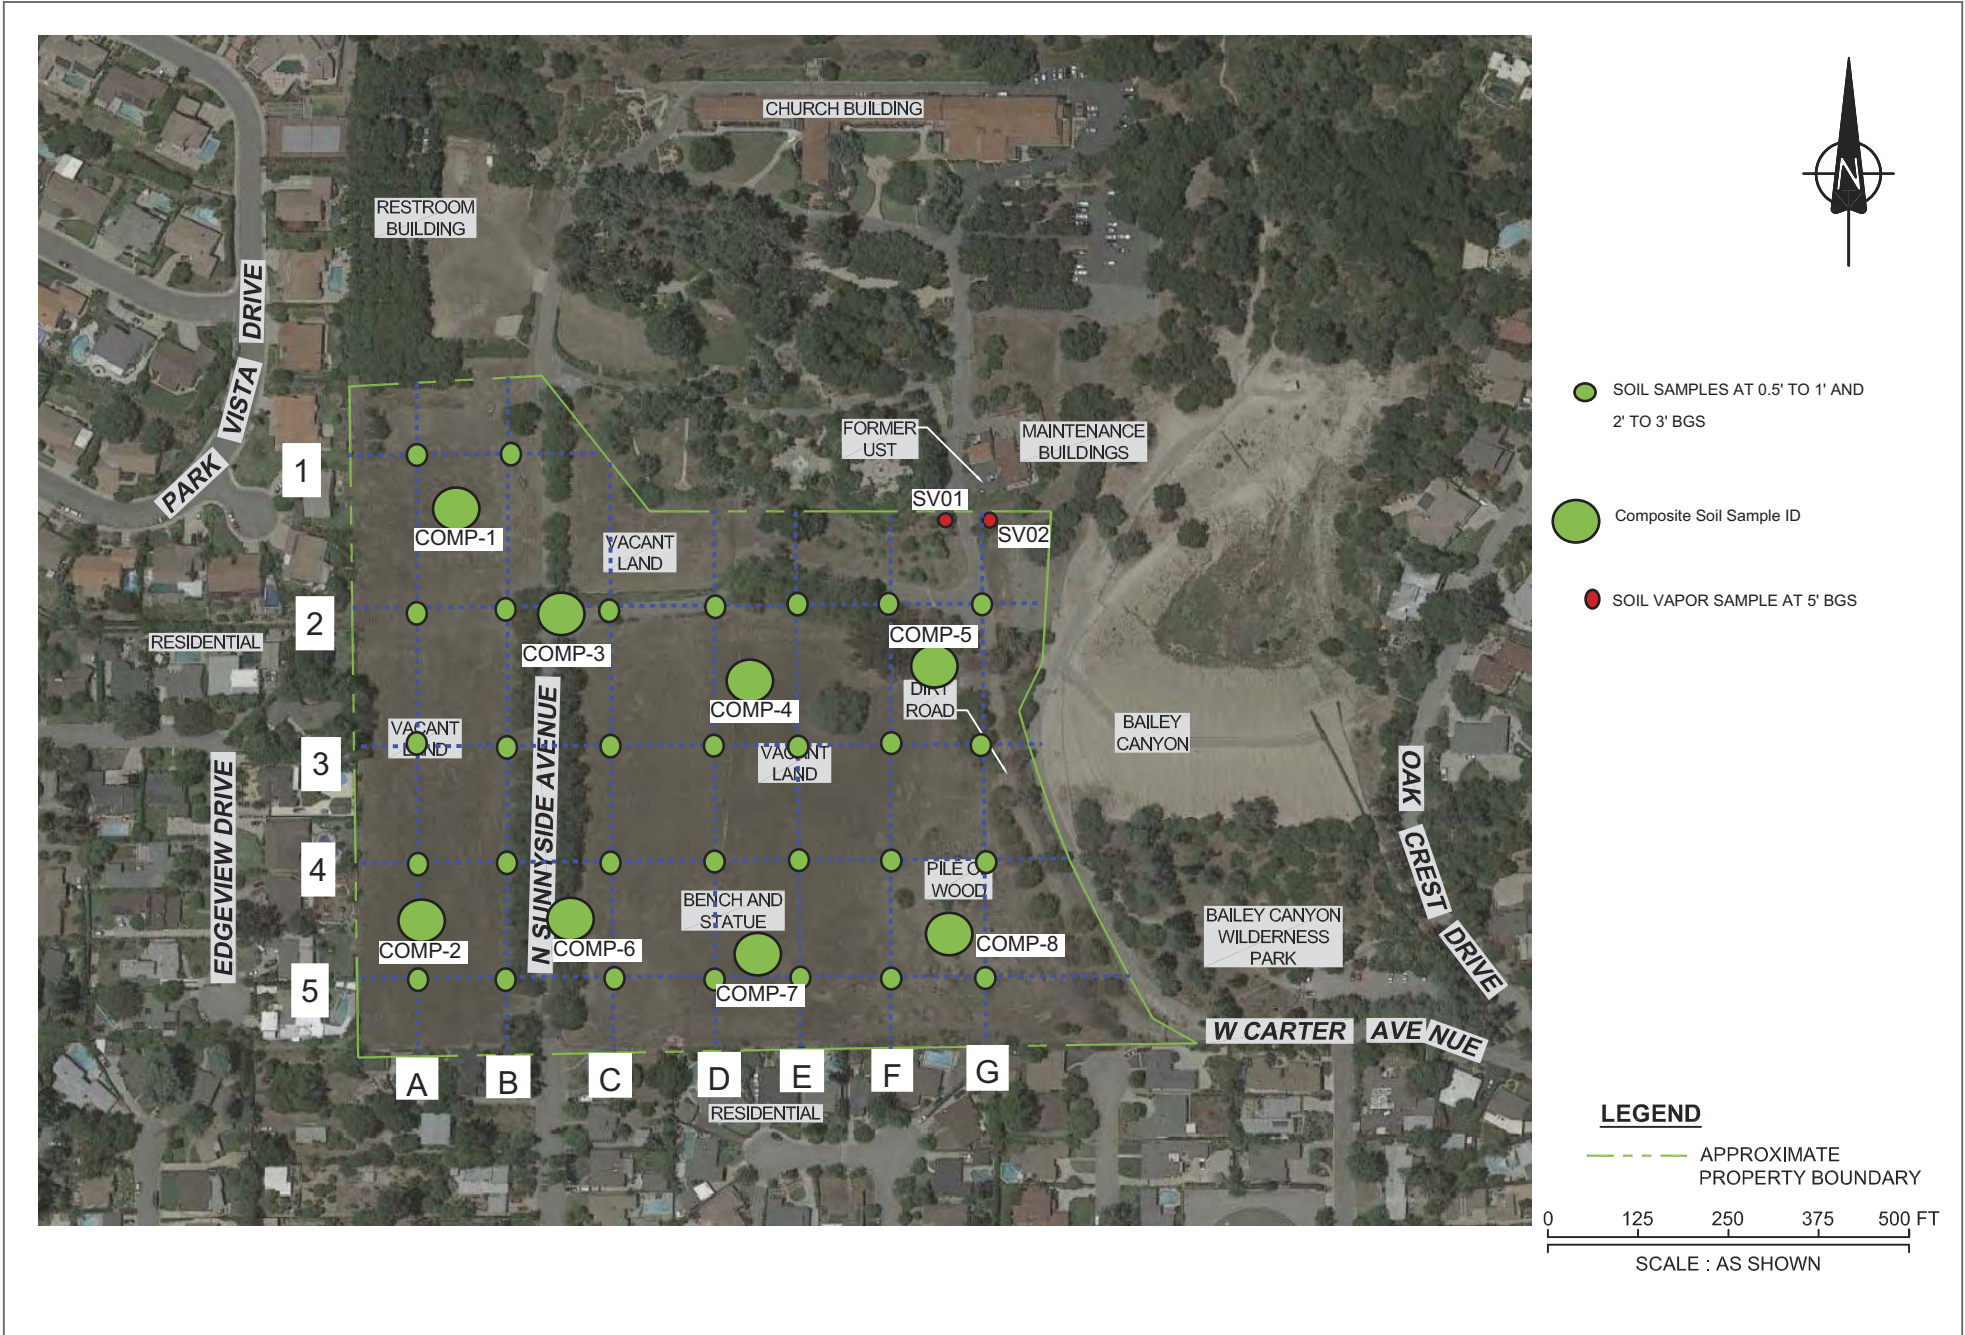 CHURCH BUILDING
RESTROOM
BUILDING
PARK VISTA DRIVE
FORMER
UST
MAINTENANCE
BUILDINGS
SV01
SV02
1
COMP-1
VACANT
LAND
2
RESIDENTIAL
COMP-3
COMP-5
COMP-4
DIRT
ROAD
VACANT
LAND
VACANT
LAND
BAILEY
CANYON
3
EDGEVIEW DRIVE
N SUNNYSIDE AVENUE
OAK CREST DRIVE
4
PILE O
WOOD
BENCH AND
STATUE
COMP-2
COMP-6
COMP-8
BAILEY CANYON
WILDERNESS
PARK
5
COMP-7
W CARTER AVENUE
A B C D E F G
RESIDENTIAL
N
SOIL SAMPLES AT 0.5' TO 1' AND
2' TO 3' BGS
Composite Soil Sample ID
SOIL VAPOR SAMPLE AT 5' BGS
LEGEND
APPROXIMATE
PROPERTY BOUNDARY
0 125 250 375 500 FT
SCALE : AS SHOWN